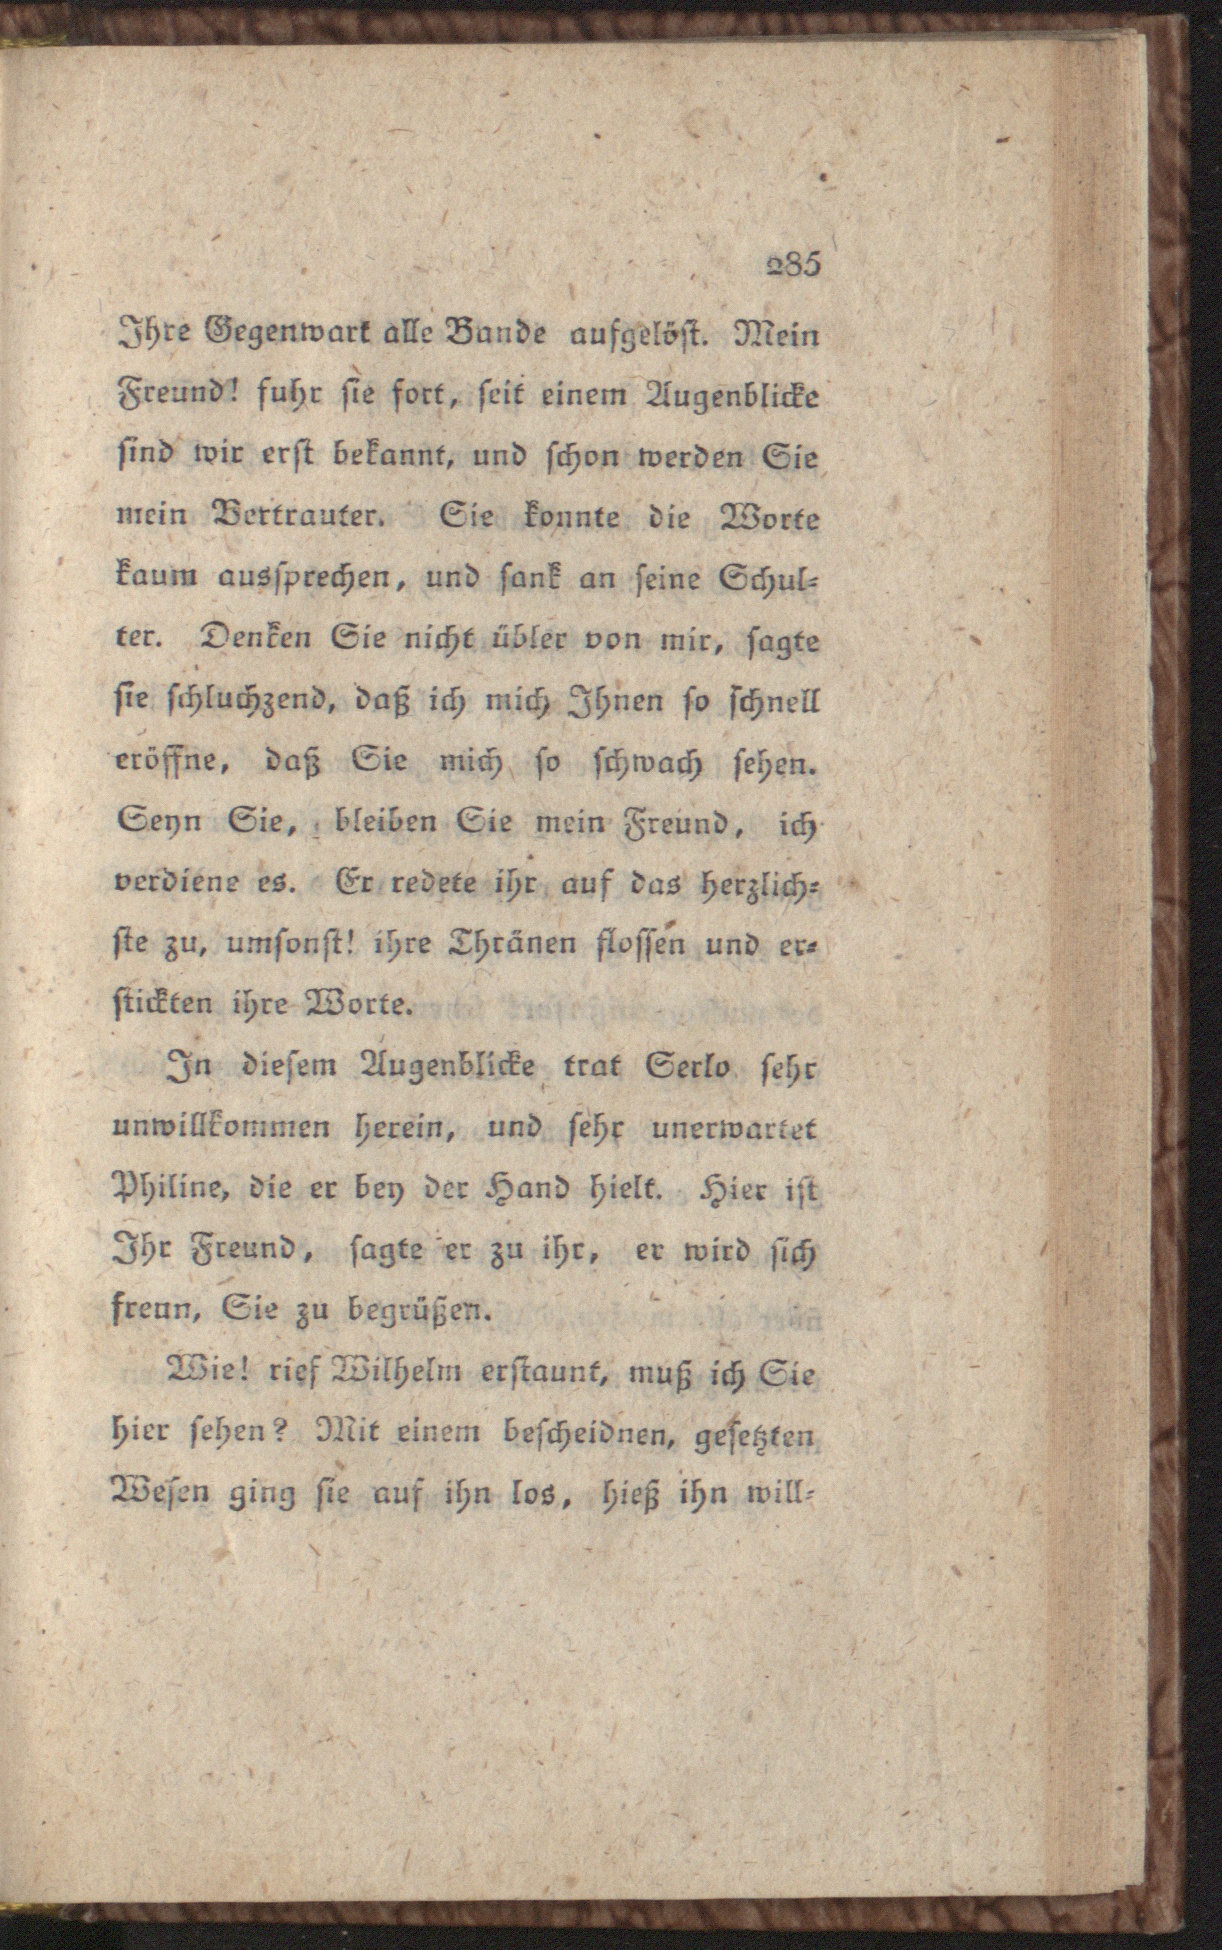 285
Ihre Gegenwart alle Bande aufgelöst. Mein
Freund! fuhr sie fort, seit einem Augenblicke
sind wir erst bekannt, und schon werden Sie
mein Vertrauter. Sie konnte die Worte
kaum aussprechen, und sank an seine Schul-
ter. Denken Sie nicht übler von mir, sagte
sie schluchzend, daß ich mich Ihnen so schnell
eröffne, daß Sie mich so schwach sehen.
Seyn Sie, bleiben Sie mein Freund, ich
verdiene es. Er redete ihr auf das herzlich-
ste zu, umsonst! ihre Thränen flossen und er-
stickten ihre Worte.
In diesem Augenblicke trat Serlo sehr
unwillkommen herein, und sehr unerwartet
Philine, die er bey der Hand hielt. Hier ist
Ihr Freund, sagte er zu ihr, er wird sich
freun, Sie zu begrüßen.
Wie! rief Wilhelm erstaunt, muß ich Sie
hier sehen? Mit einem bescheidnen, gesetzten
Wesen ging sie auf ihn los, hieß ihn will-